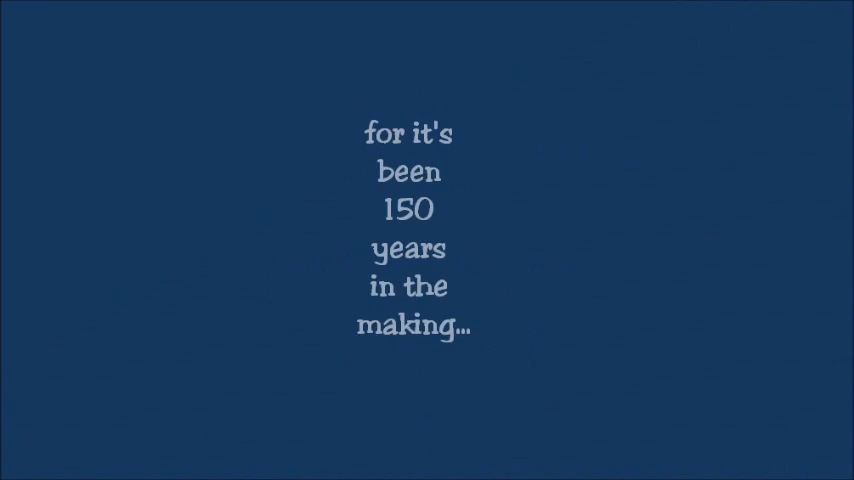 for it's
been
150
years
in the
making...